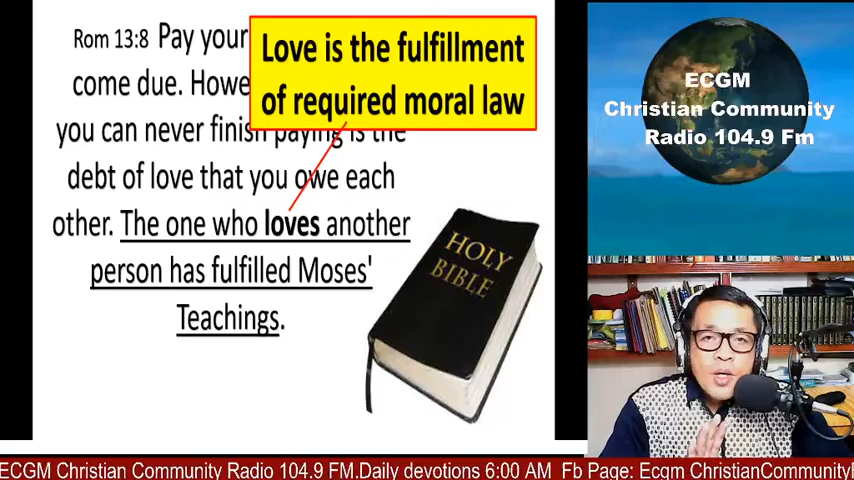 Rom 13:8 Pay your
come due. Howe
you can never finish paying is the
debt of love that you owe each
other. The one who loves another
person has fulfilled Moses'
Teachings.
Love is the fulfillment
of required moral law
HOLY
BIBLE
ECGM
Christian Community
Radio 104.9 Fm
ECGM Christian Community Radio 104.9 FM.Daily devotions 6:00 AM Fb Page: Ecgm ChristianCommunity